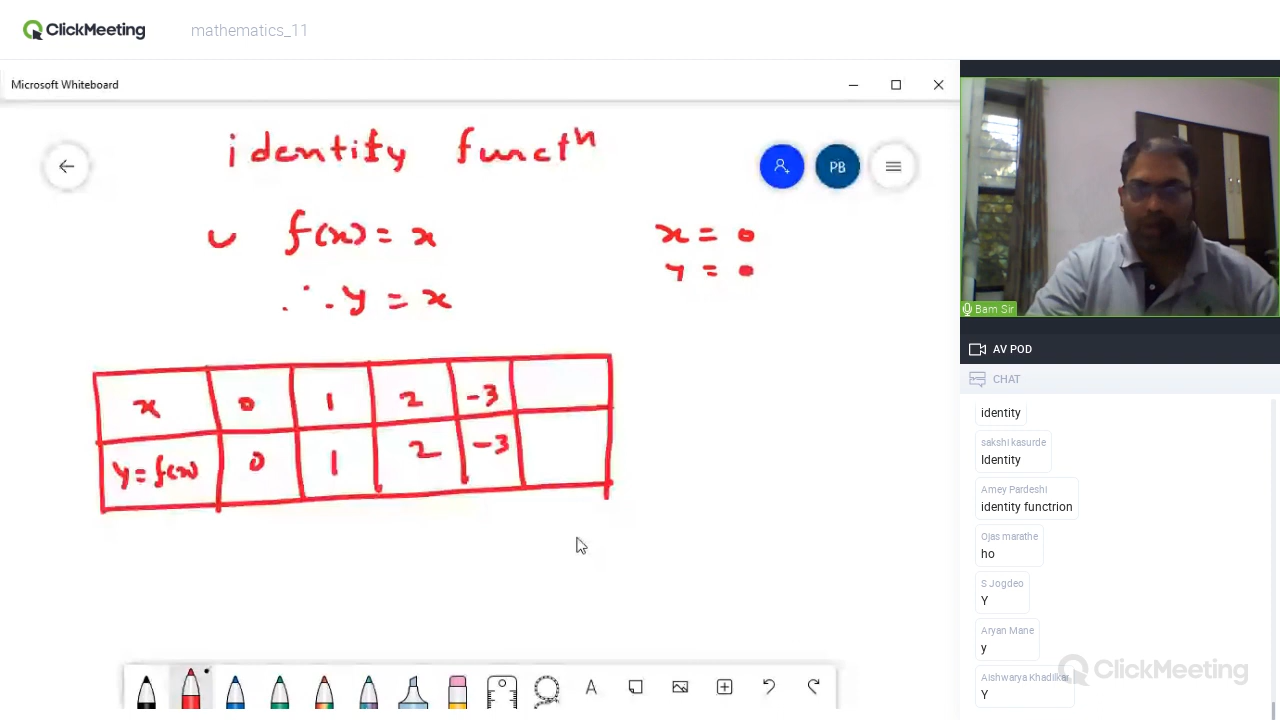 ClickMeeting
mathematics_11
Microsoft Whiteboard
identify functn
PB
f(x) = x
x = 0
y = 0
∴ y = x
x 0 1 2 -3
y = f(x) 0 1 2 -3
Bam Sir
AV POD
CHAT
identity
sakshi kasurde
Identity
Amey Pardeshi
identity functrion
Ojas marathe
ho
S Jogdeo
Y
Aryan Mane
y
Aishwarya Khadilkar
Y
ClickMeeting
A